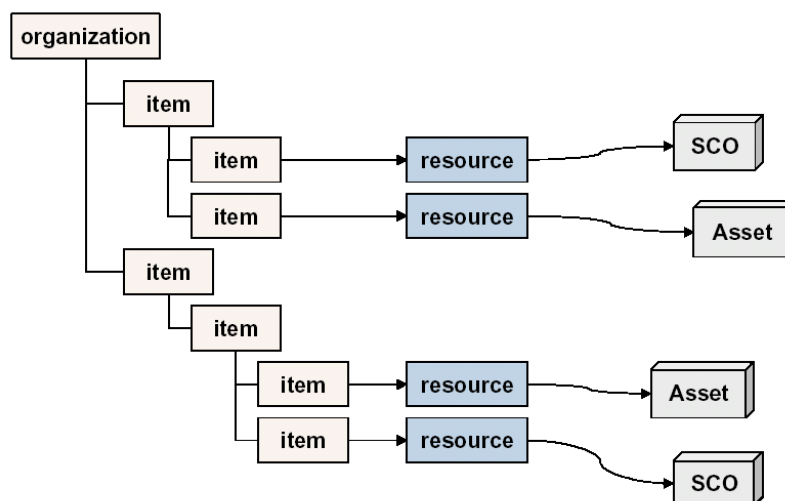 organization
item
item
resource
SCO
item
resource
Asset
item
item
item
resource
Asset
item
resource
SCO